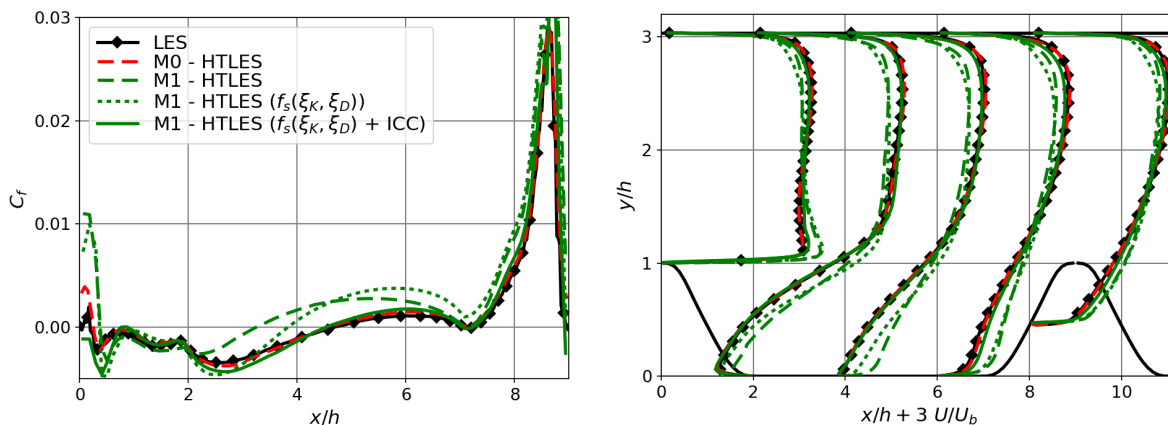 0.03
0.02
0.01
0.00
C_f
0 2 4 6 8
x/h
LES
M0 - HTLES
M1 - HTLES
M1 - HTLES (f_s(ξ_K, ξ_D))
M1 - HTLES (f_s(ξ_K, ξ_D) + ICC)
3
2
1
0
y/h
0 2 4 6 8 10
x/h + 3 U/U_b